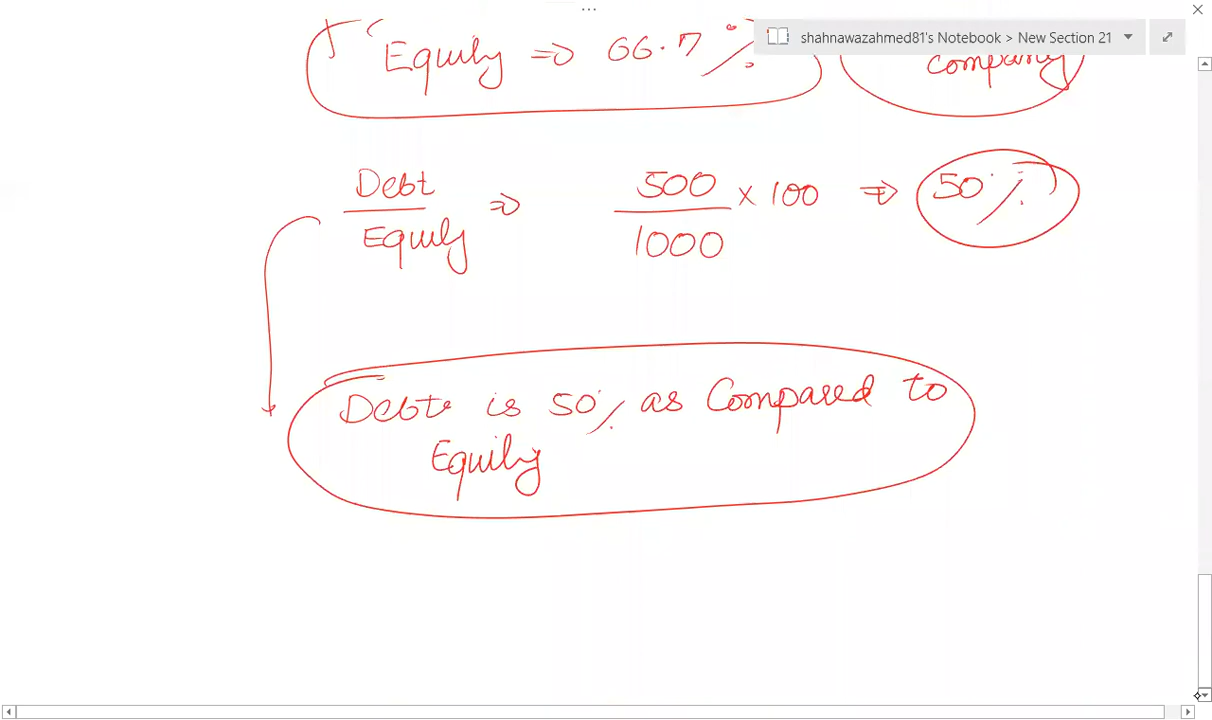 shahnawazahmed81's Notebook > New Section 21
Equity ⇒ 66.7%
Company
Debt
Equity
⇒
500
1000
× 100 ⇒ 50%
Debt is 50% as Compared to
Equity